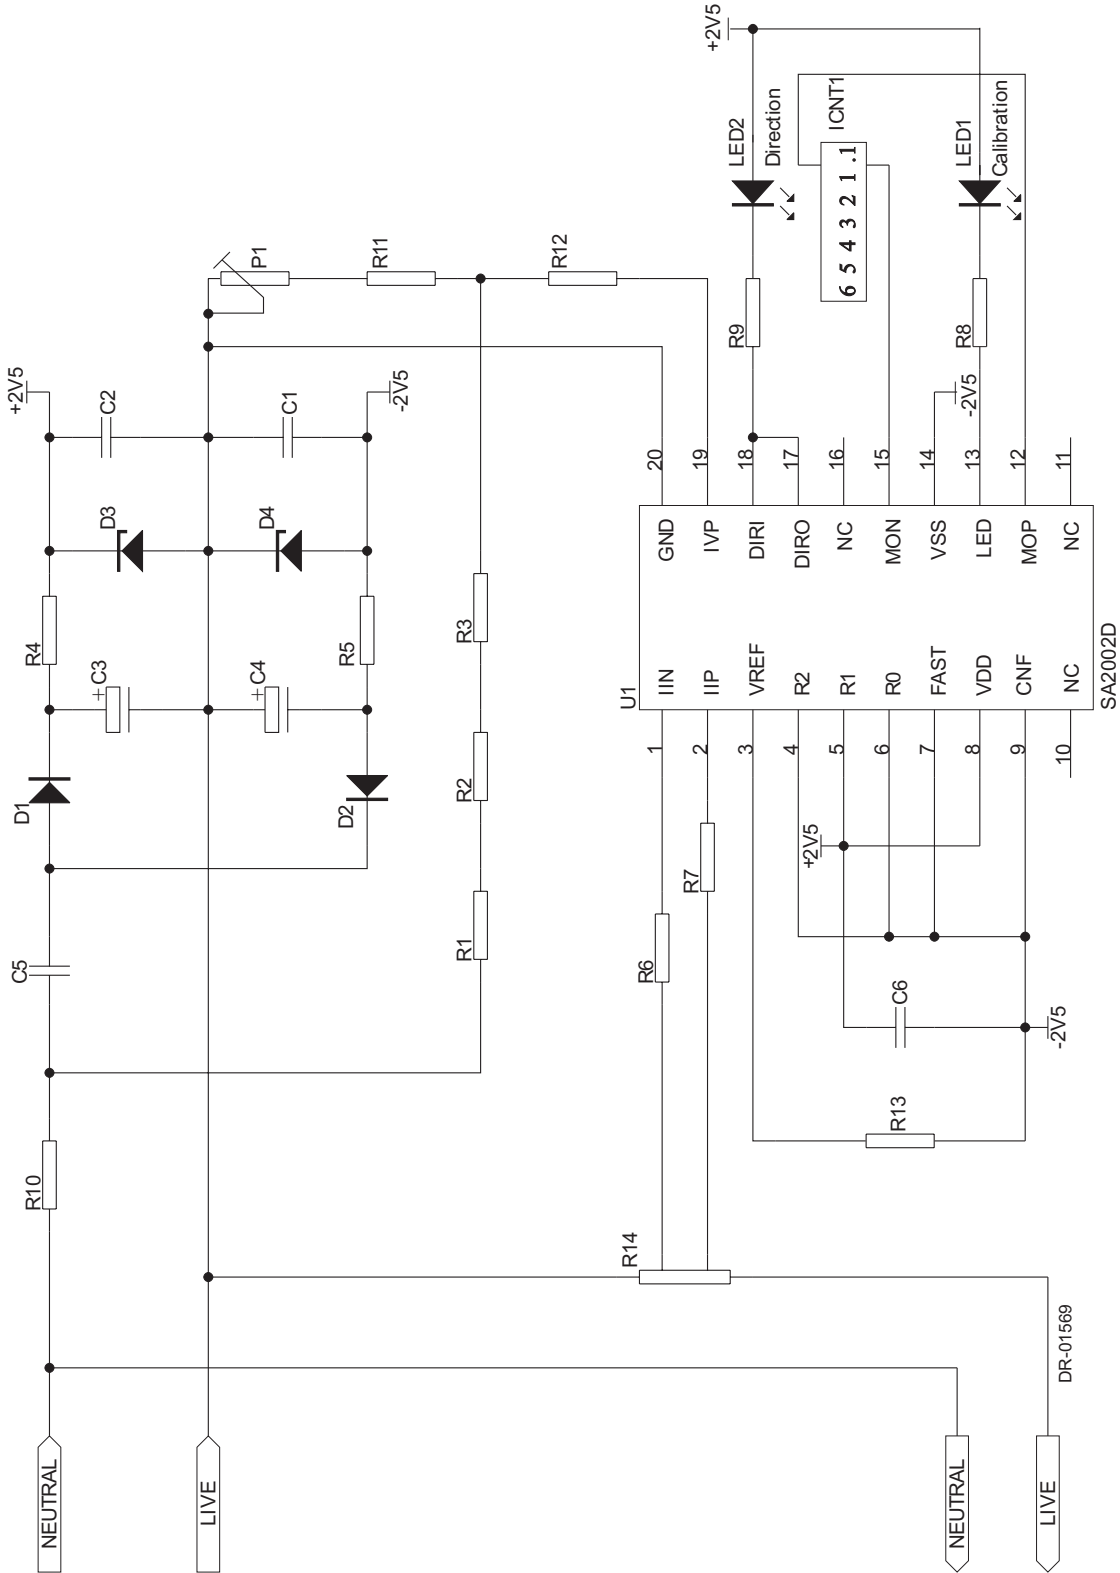 +2V5
D1
C5
R10
NEUTRAL
R4
C3
+
D3
C2
LIVE
C4
+
D4
C1
D2
R5
-2V5
P1
R11
R12
R1
R2
R3
R14
R6
R7
U1
1
IIN
GND
20
2
IIP
IVP
19
3
VREF
DIRI
18
4
R2
DIRO
17
5
R1
NC
16
6
R0
MON
15
7
FAST
VSS
14
8
VDD
LED
13
9
CNF
MOP
12
10
NC
NC
11
SA2002D
+2V5
C6
R13
-2V5
-2V5
R9
LED2
Direction
+2V5
6 5 4 3 2 1 .1
ICNT1
R8
LED1
Calibration
NEUTRAL
LIVE
DR-01569